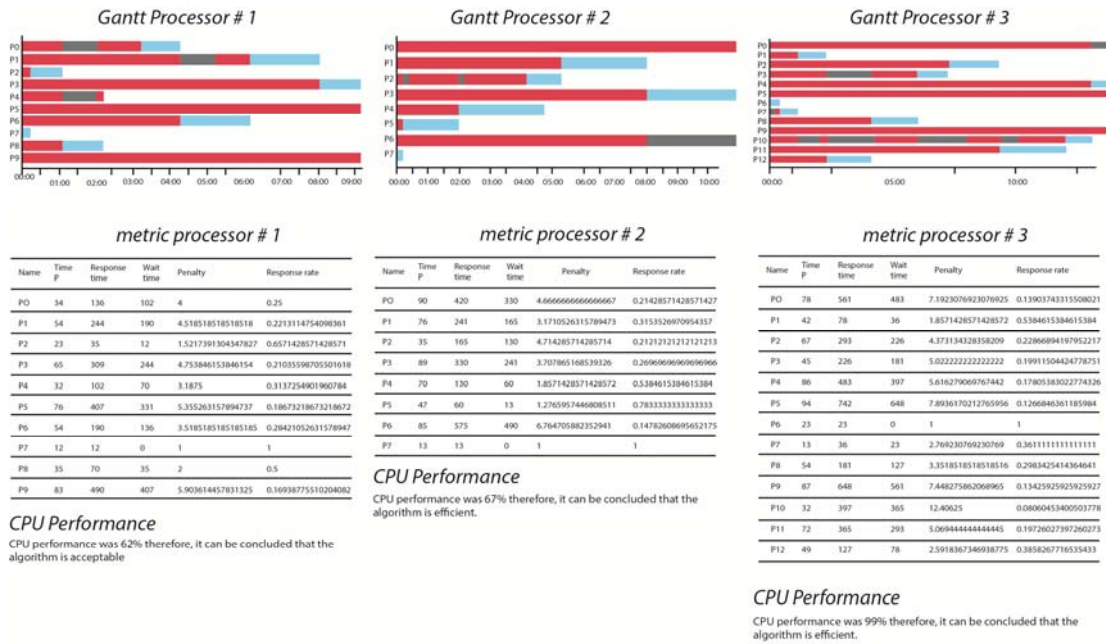 Gantt Processor # 1
P0
P1
P2
P3
P4
P5
P6
P7
P8
P9
00:00 01:00 02:00 03:00 04:00 05:00 06:00 07:00 08:00 09:00
Gantt Processor # 2
P0
P1
P2
P3
P4
P5
P6
P7
00:00 01:00 02:00 03:00 04:00 05:00 06:00 07:00 08:00 09:00 10:00
Gantt Processor # 3
P0
P1
P2
P3
P4
P5
P6
P7
P8
P9
P10
P11
P12
00:00 05:00 10:00
metric processor # 1
Name Time P Response time Wait time Penalty Response rate
PO 34 136 102 4 0.25
P1 54 244 190 4.518518518518518 0.22131147540983​61
P2 23 35 12 1.5217391304347827 0.6571428571428571
P3 65 309 244 4.753846153846154 0.21035598705501618
P4 32 102 70 3.1875 0.3137254901960784
P5 76 407 331 5.355263157894737 0.18673218673218672
P6 54 190 136 3.5185185185185185 0.28421052631578947
P7 12 12 0 1 1
P8 35 70 35 2 0.5
P9 83 490 407 5.903614457831325 0.16938775510204082
CPU Performance
CPU performance was 62% therefore, it can be concluded that the
algorithm is acceptable
metric processor # 2
Name Time P Response time Wait time Penalty Response rate
PO 90 420 330 4.6666666666666667 0.21428571428571427
P1 76 241 165 3.1710526315789473 0.3153526970954357
P2 35 165 130 4.714285714285714 0.21212121212121213
P3 89 330 241 3.707865168539326 0.26969696969696966
P4 70 130 60 1.8571428571428572 0.5384615384615384
P5 47 60 13 1.2765957446808511 0.7833333333333333
P6 85 575 490 6.764705882352941 0.14782608695652175
P7 13 13 0 1 1
CPU Performance
CPU performance was 67% therefore, it can be concluded that the
algorithm is efficient.
metric processor # 3
Name Time P Response time Wait time Penalty Response rate
PO 78 561 483 7.1923076923076925 0.13903743315508021
P1 42 78 36 1.8571428571428572 0.5384615384615384
P2 67 293 226 4.373134328358209 0.22866894197952217
P3 45 226 181 5.022222222222222 0.19911504424778751
P4 86 483 397 5.616279069767442 0.17805383022774326
P5 94 742 648 7.8936170212765956 0.1266846361185984
P6 23 23 0 1 1
P7 13 36 23 2.769230769230769 0.3611111111111111
P8 54 181 127 3.3518518518518516 0.2983425414364641
P9 87 648 561 7.448275862068965 0.13425925925925927
P10 32 397 365 12.40625 0.08060453400503778
P11 72 365 293 5.069444444444445 0.19726027397260273
P12 49 127 78 2.5918367346938775 0.3858267716535433
CPU Performance
CPU performance was 99% therefore, it can be concluded that the
algorithm is efficient.